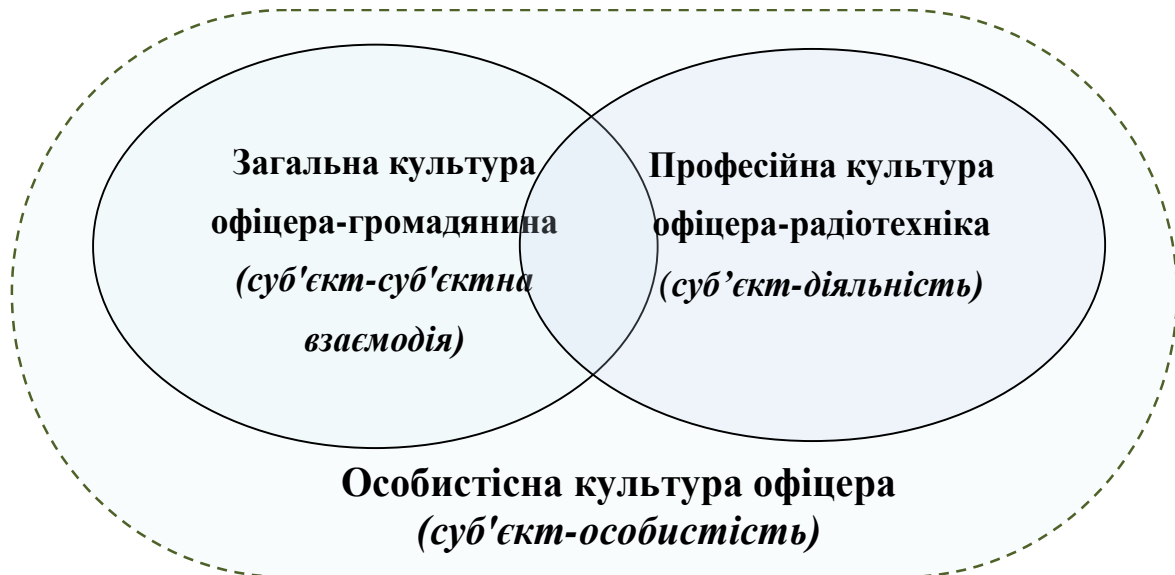 Загальна культура
офіцера-громадянина
(суб'єкт-суб'єктна
взаємодія)
Професійна культура
офіцера-радіотехніка
(суб’єкт-діяльність)
Особистісна культура офіцера
(суб'єкт-особистість)